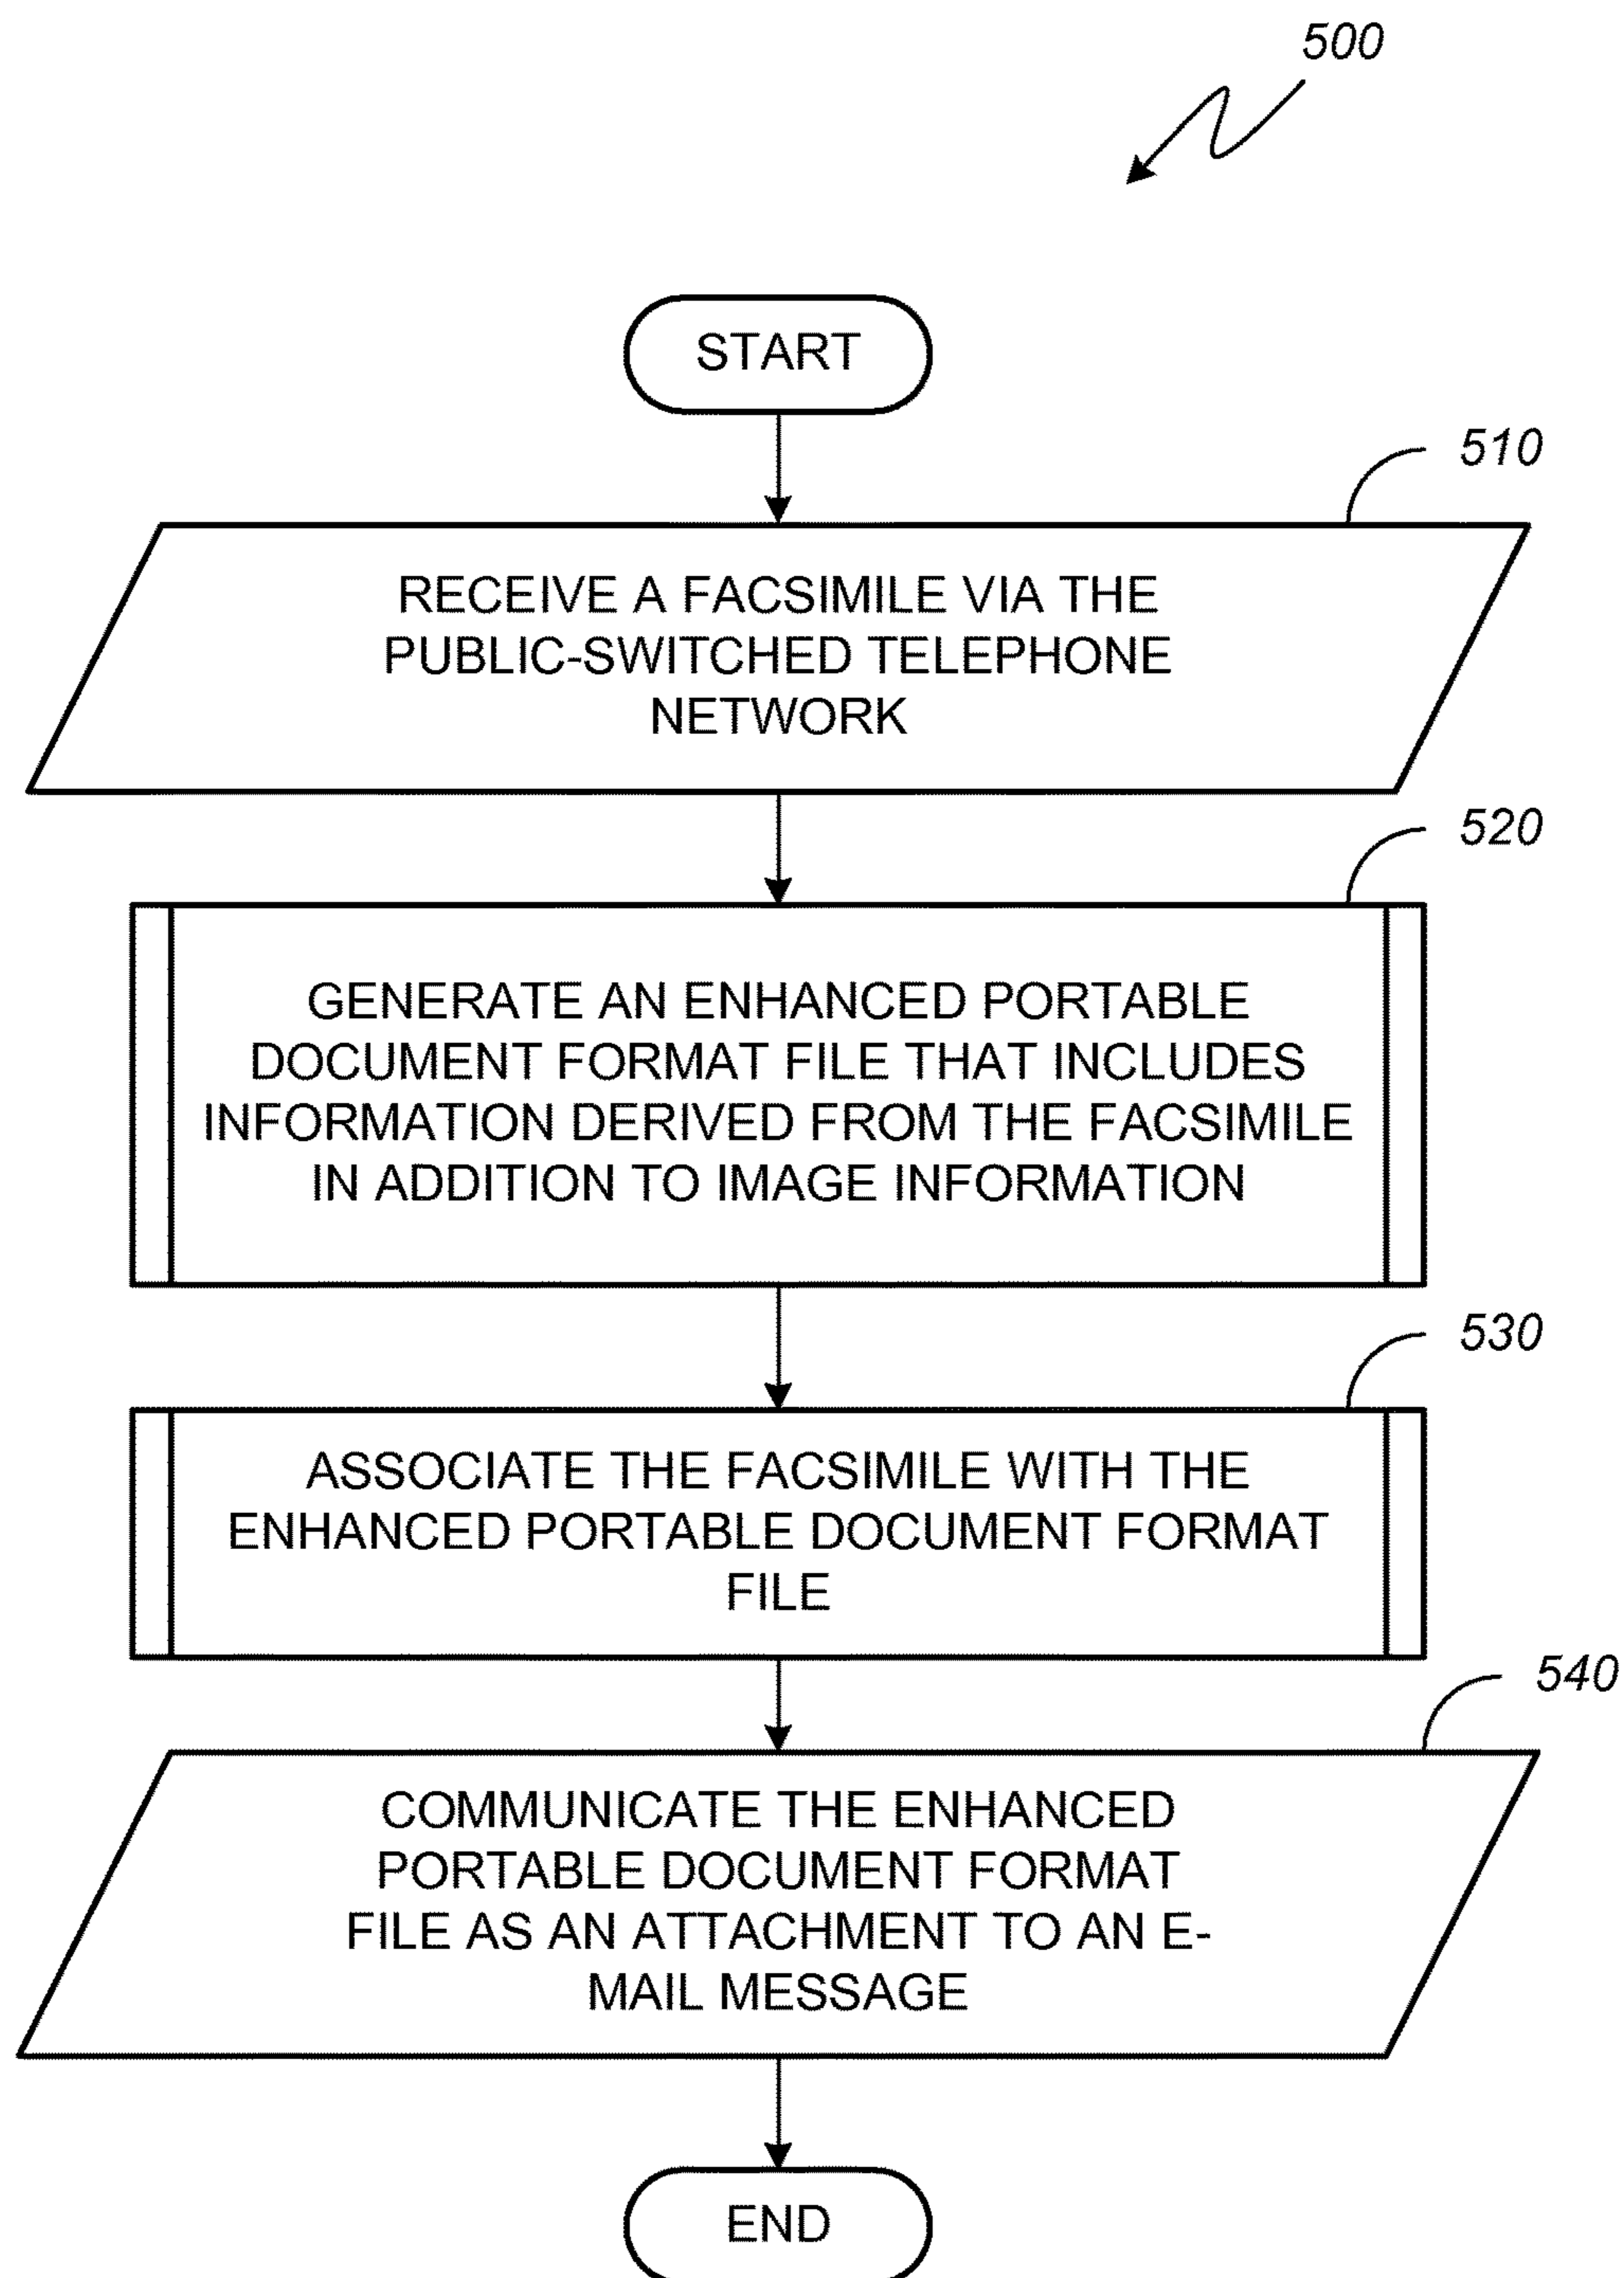 500
START
510
RECEIVE A FACSIMILE VIA THE
PUBLIC-SWITCHED TELEPHONE
NETWORK
520
GENERATE AN ENHANCED PORTABLE
DOCUMENT FORMAT FILE THAT INCLUDES
INFORMATION DERIVED FROM THE FACSIMILE
IN ADDITION TO IMAGE INFORMATION
530
ASSOCIATE THE FACSIMILE WITH THE
ENHANCED PORTABLE DOCUMENT FORMAT
FILE
540
COMMUNICATE THE ENHANCED
PORTABLE DOCUMENT FORMAT
FILE AS AN ATTACHMENT TO AN E-
MAIL MESSAGE
END